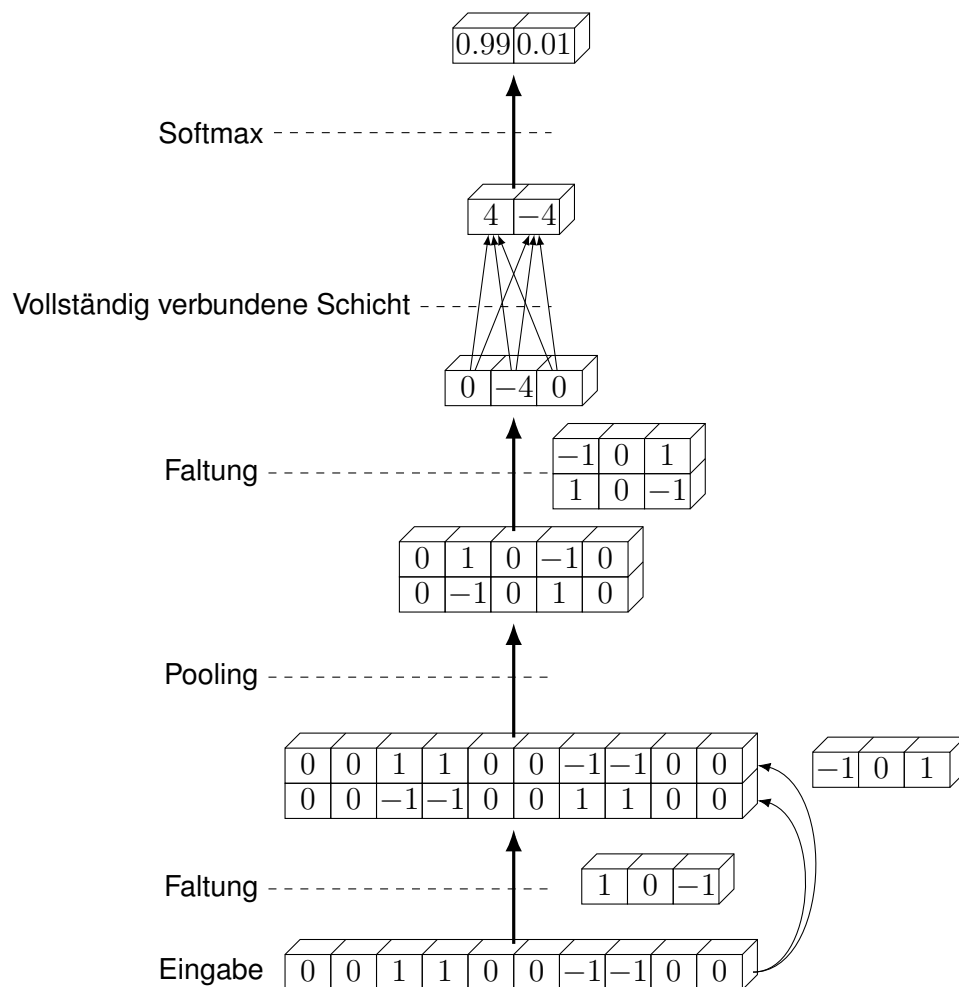 0.99 0.01
Softmax
4 −4
Vollständig verbundene Schicht
0 −4 0
−1 0 1
Faltung
1 0 −1
0 1 0 −1 0
0 −1 0 1 0
Pooling
0 0 1 1 0 0 −1 −1 0 0
−1 0 1
0 0 −1 −1 0 0 1 1 0 0
Faltung
1 0 −1
Eingabe
0 0 1 1 0 0 −1 −1 0 0